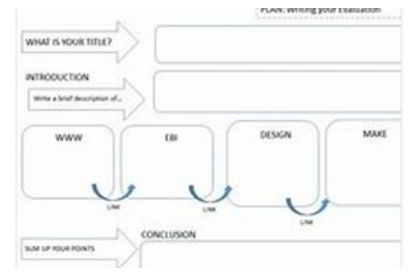 PLAN: Writing your Evaluation
WHAT IS YOUR TITLE?
INTRODUCTION
Write a brief description of...
WWW
EBI
DESIGN
MAKE
LINK
LINK
LINK
CONCLUSION
SUM UP YOUR POINTS